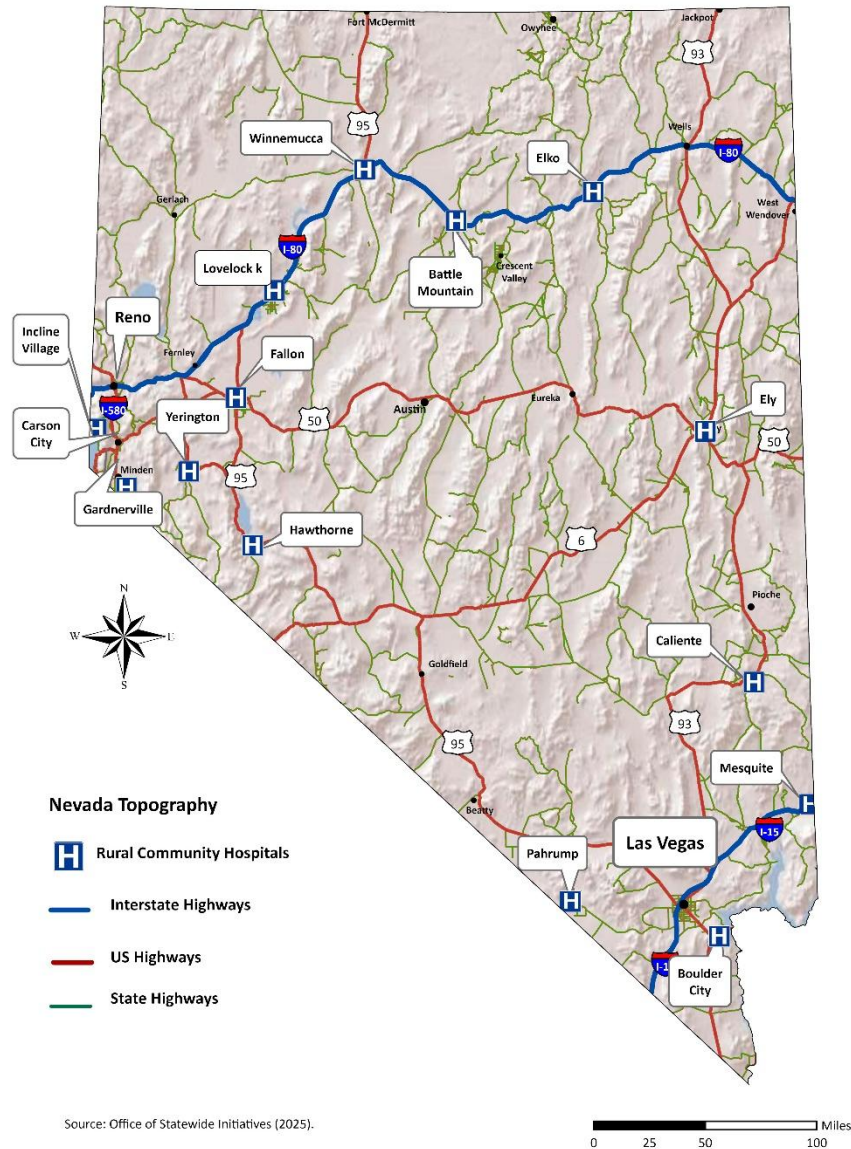 Fort McDermitt
Owyhee
Jackpot
93
95
Winnemucca
Elko
Wells
I-80
Gerlach
West
Wendover
I-80
Lovelock k
Battle
Mountain
Crescent
Valley
Incline
Village
Reno
Fernley
Fallon
I-580
Carson
City
Yerington
50
Austin
Eureka
Ely
y
50
Minden
95
Gardnerville
Hawthorne
6
N
W
E
S
Pioche
Goldfield
Caliente
93
95
Mesquite
Nevada Topography
Beatty
I-15
Las Vegas
H Rural Community Hospitals
Pahrump
Interstate Highways
US Highways
I-1
Boulder
City
State Highways
Source: Office of Statewide Initiatives (2025).
Miles
0 25 50 100
H
H
H
H
H
H
H
H
H
H
H
H
H
H